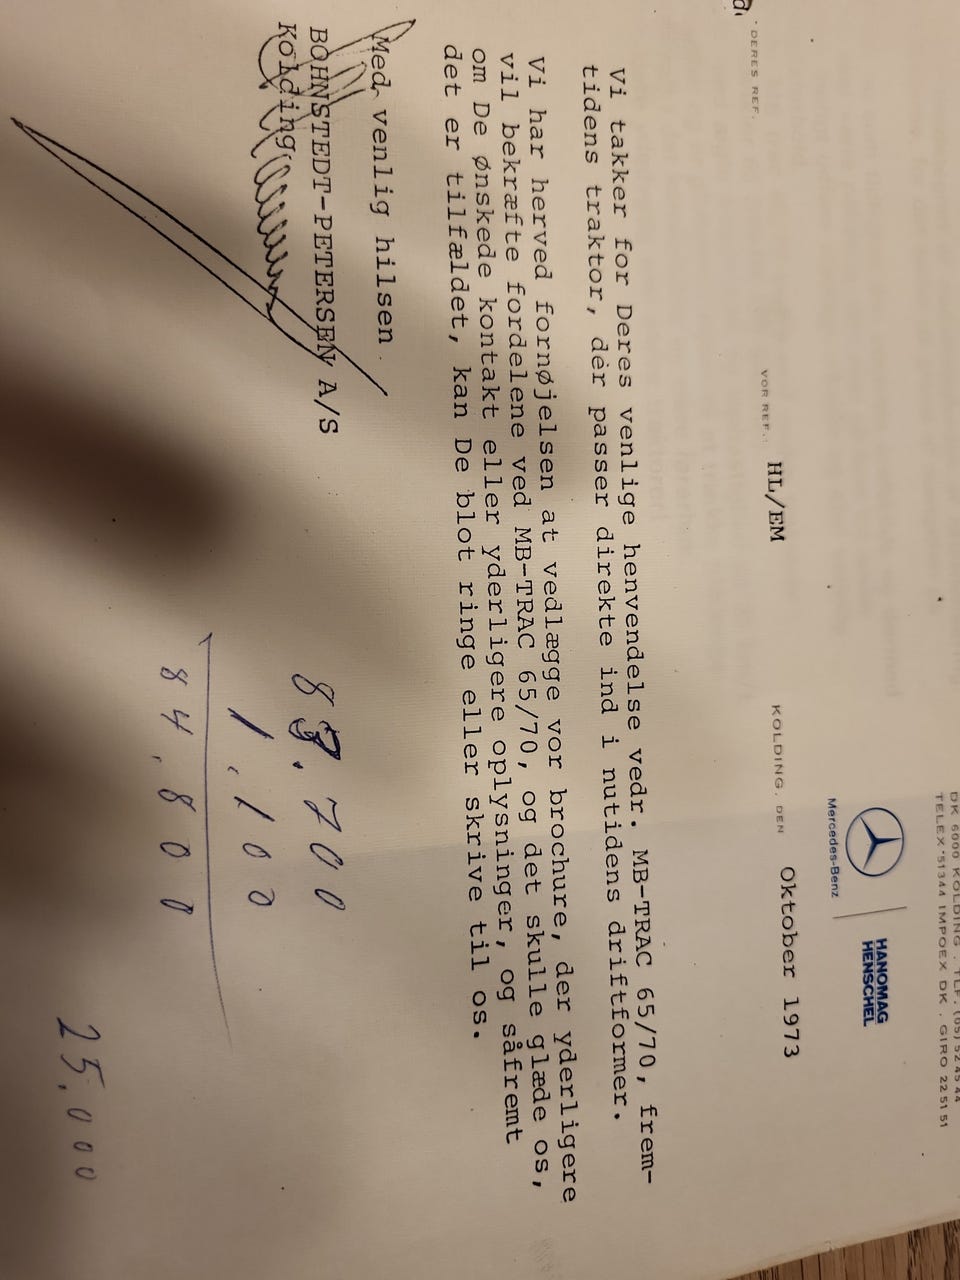 DK 6000 KOLDING . TLF. (05) 52 45 44
TELEX 51344 IMPOEX DK . GIRO 22 51 51
HANOMAG
HENSCHEL
Mercedes-Benz
DERES REF.
VOR REF.: HL/EM
KOLDING, DEN Oktober 1973
Vi takker for Deres venlige henvendelse vedr. MB-TRAC 65/70, frem-
tidens traktor, der passer direkte ind i nutidens driftformer.
Vi har herved fornøjelsen at vedlægge vor brochure, der yderligere
vil bekræfte fordelene ved MB-TRAC 65/70, og det skulle glæde os,
om De ønskede kontakt eller yderligere oplysninger, og såfremt
det er tilfældet, kan De blot ringe eller skrive til os.
Med venlig hilsen
BOHNSTEDT-PETERSEN A/S
Kolding
83.700
1.100
84.800
25.000